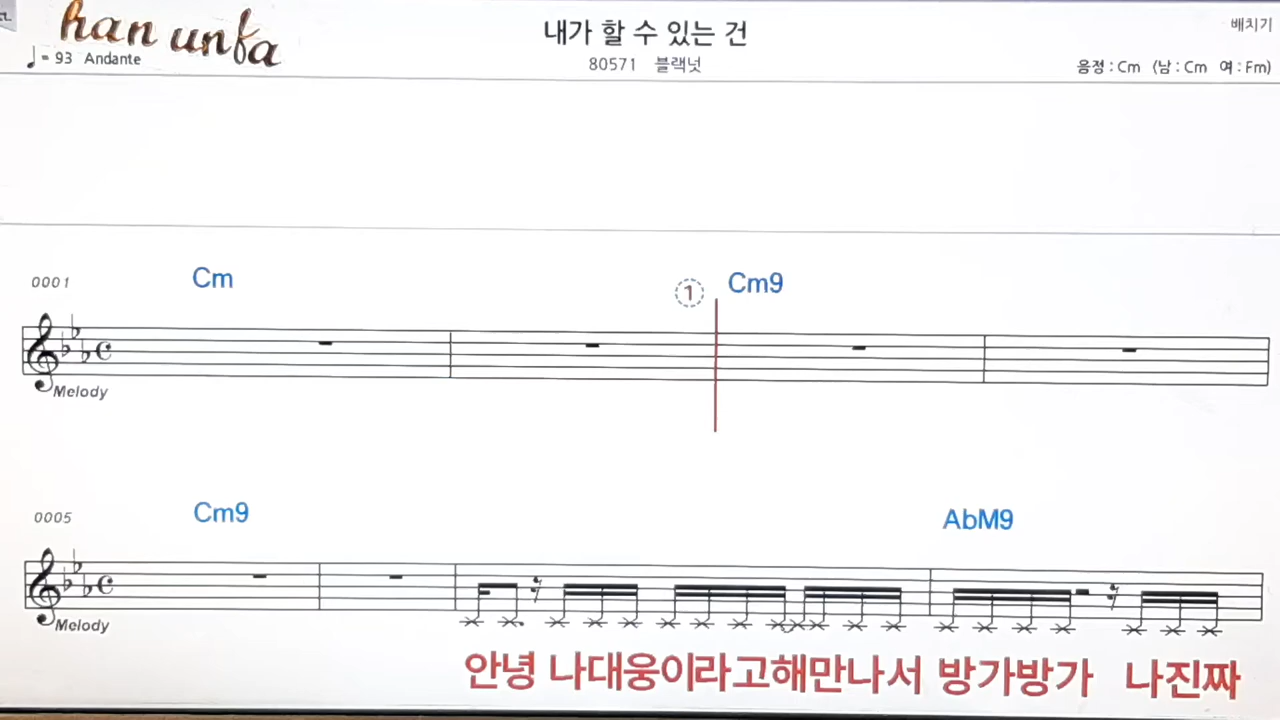 han unfa
내가 할 수 있는 건
배치기
♩= 93 Andante
80571 블랙넛
음정 : Cm (남 : Cm 여 : Fm)
0001 Cm ① Cm9
Melody
0005 Cm9 AbM9
Melody
안녕 나대웅이라고해만나서 방가방가 나진짜